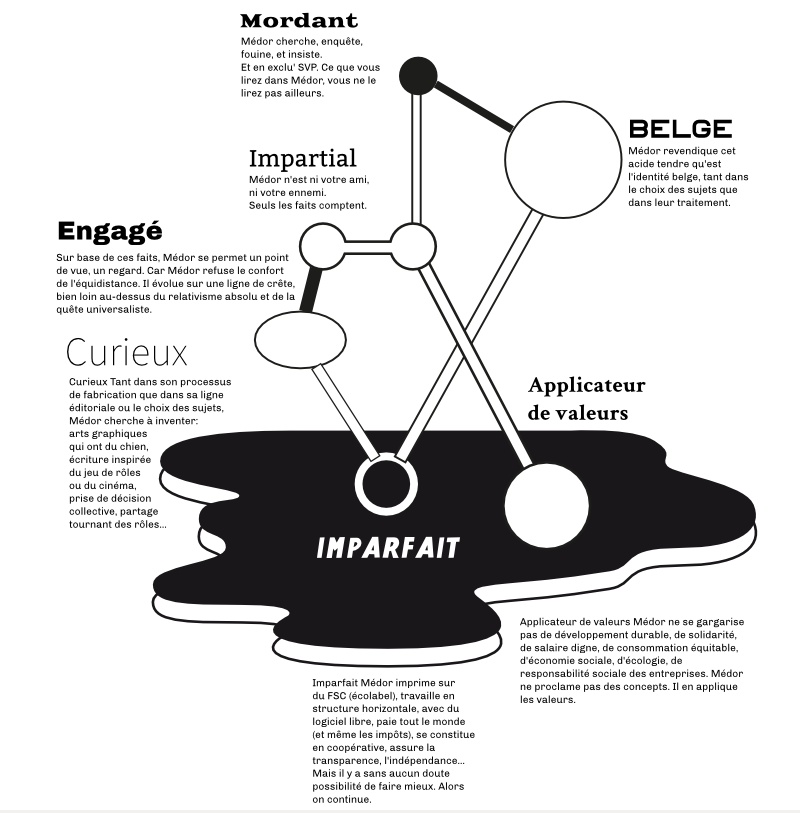 Mordant
Médor cherche, enquête,
fouine, et insiste.
Et en exclu' SVP. Ce que vous
lirez dans Médor, vous ne le
lirez pas ailleurs.
BELGE
Médor revendique cet
acide tendre qu'est
l'identité belge, tant dans
le choix des sujets que
dans leur traitement.
Impartial
Médor n'est ni votre ami,
ni votre ennemi.
Seuls les faits comptent.
Engagé
Sur base de ces faits, Médor se permet un point
de vue, un regard. Car Médor refuse le confort
de l'équidistance. Il évolue sur une ligne de crête,
bien loin au-dessus du relativisme absolu et de la
quête universaliste.
Curieux
Curieux Tant dans son processus
de fabrication que dans sa ligne
éditoriale ou le choix des sujets,
Médor cherche à inventer:
arts graphiques
qui ont du chien,
écriture inspirée
du jeu de rôles
ou du cinéma,
prise de décision
collective, partage
tournant des rôles...
Applicateur
de valeurs
IMPARFAIT
Applicateur de valeurs Médor ne se gargarise
pas de développement durable, de solidarité,
de salaire digne, de consommation équitable,
d'économie sociale, d'écologie, de
responsabilité sociale des entreprises. Médor
ne proclame pas des concepts. Il en applique
les valeurs.
Imparfait Médor imprime sur
du FSC (écolabel), travaille en
structure horizontale, avec du
logiciel libre, paie tout le monde
(et même les impôts), se constitue
en coopérative, assure la
transparence, l'indépendance...
Mais il y a sans aucun doute
possibilité de faire mieux. Alors
on continue.